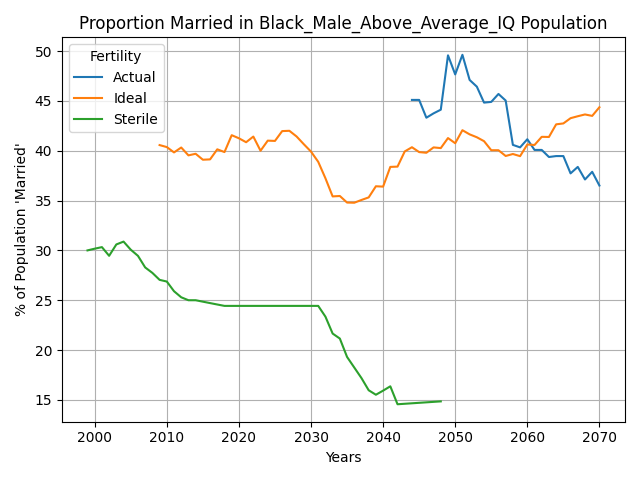 Proportion Married in Black_Male_Above_Average_IQ Population
Fertility
Actual
Ideal
Sterile
% of Population 'Married'
50
45
40
35
30
25
20
15
2000 2010 2020 2030 2040 2050 2060 2070
Years